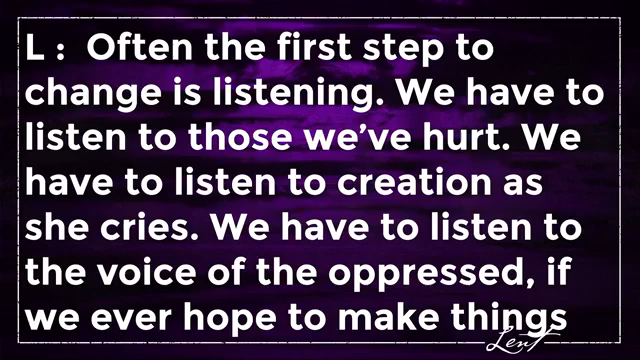 L :  Often the first step to
change is listening. We have to
listen to those we’ve hurt. We
have to listen to creation as
she cries. We have to listen to
the voice of the oppressed, if
we ever hope to make things
Lent